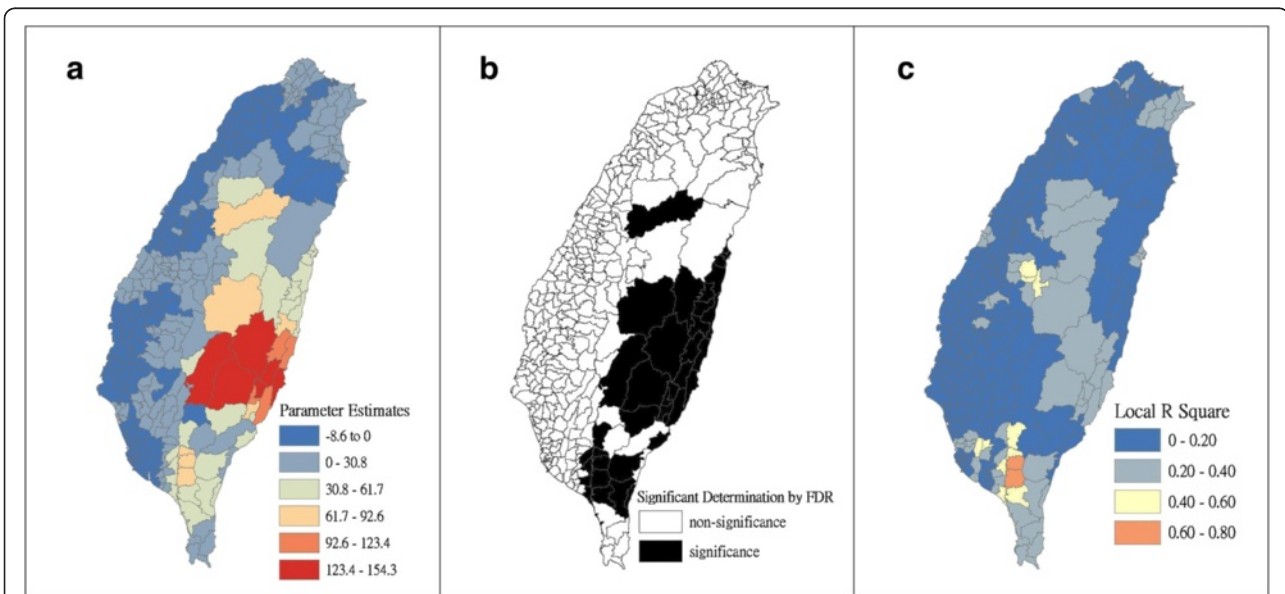 a
b
c
Parameter Estimates
-8.6 to 0
0 - 30.8
30.8 - 61.7
61.7 - 92.6
92.6 - 123.4
123.4 - 154.3
Significant Determination by FDR
non-significance
significance
Local R Square
0 - 0.20
0.20 - 0.40
0.40 - 0.60
0.60 - 0.80